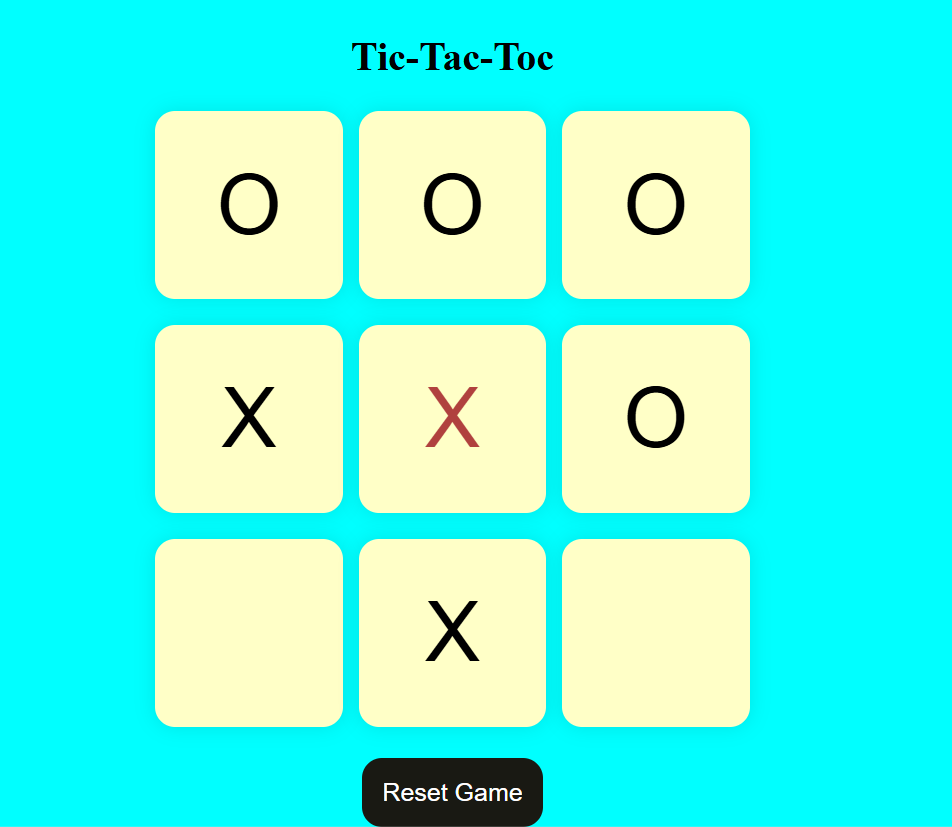 Tic-Tac-Toc
O O O
X X O
X
Reset Game